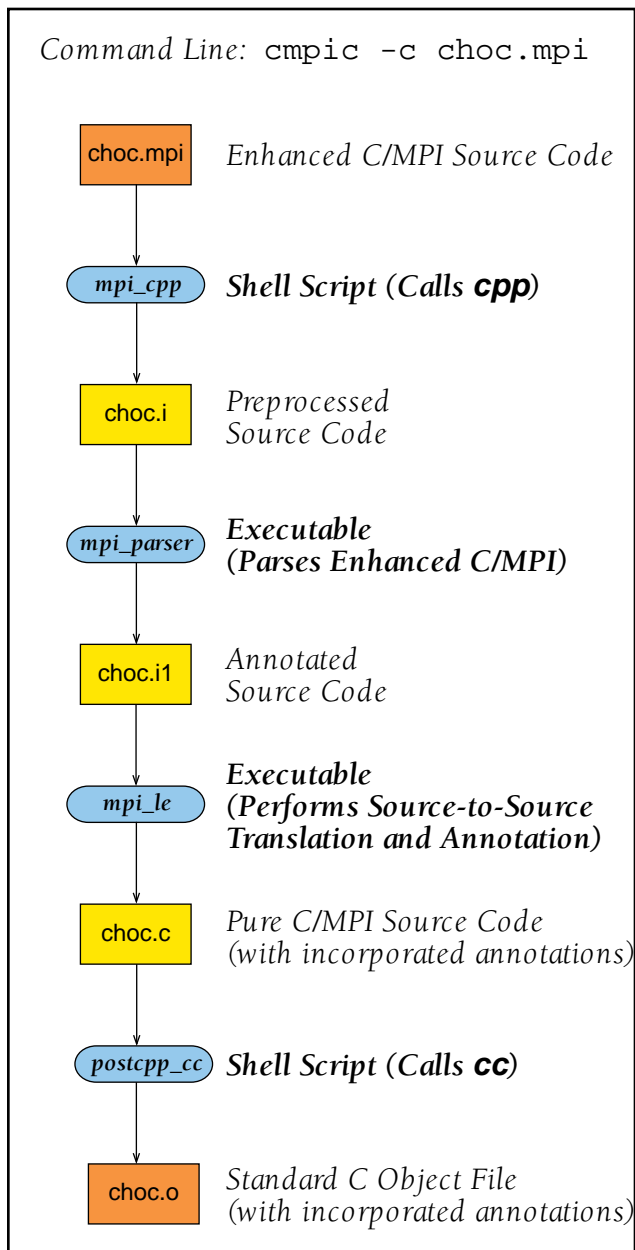 Command Line: cmpic -c choc.mpi
choc.mpi
Enhanced C/MPI Source Code
mpi_cpp
Shell Script (Calls cpp)
choc.i
Preprocessed
Source Code
mpi_parser
Executable
(Parses Enhanced C/MPI)
choc.i1
Annotated
Source Code
mpi_le
Executable
(Performs Source-to-Source
Translation and Annotation)
choc.c
Pure C/MPI Source Code
(with incorporated annotations)
postcpp_cc
Shell Script (Calls cc)
choc.o
Standard C Object File
(with incorporated annotations)